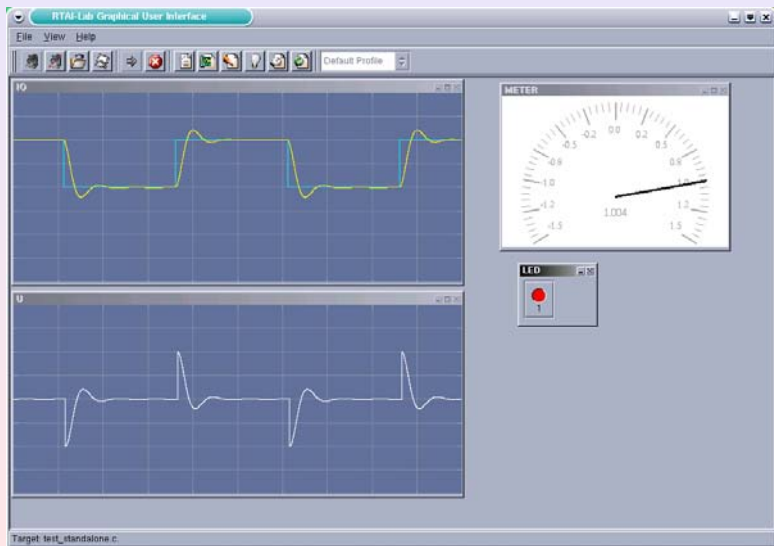 RTAI-Lab Graphical User Interface
File View Help
Default Profile
IO
METER
0.0
-0.2 0.2
-0.5 0.5
-0.8 0.8
-1.0 1.0
-1.2 1.2
-1.5 1.5
1.004
LED
1
U
Target: test_standalone.c.